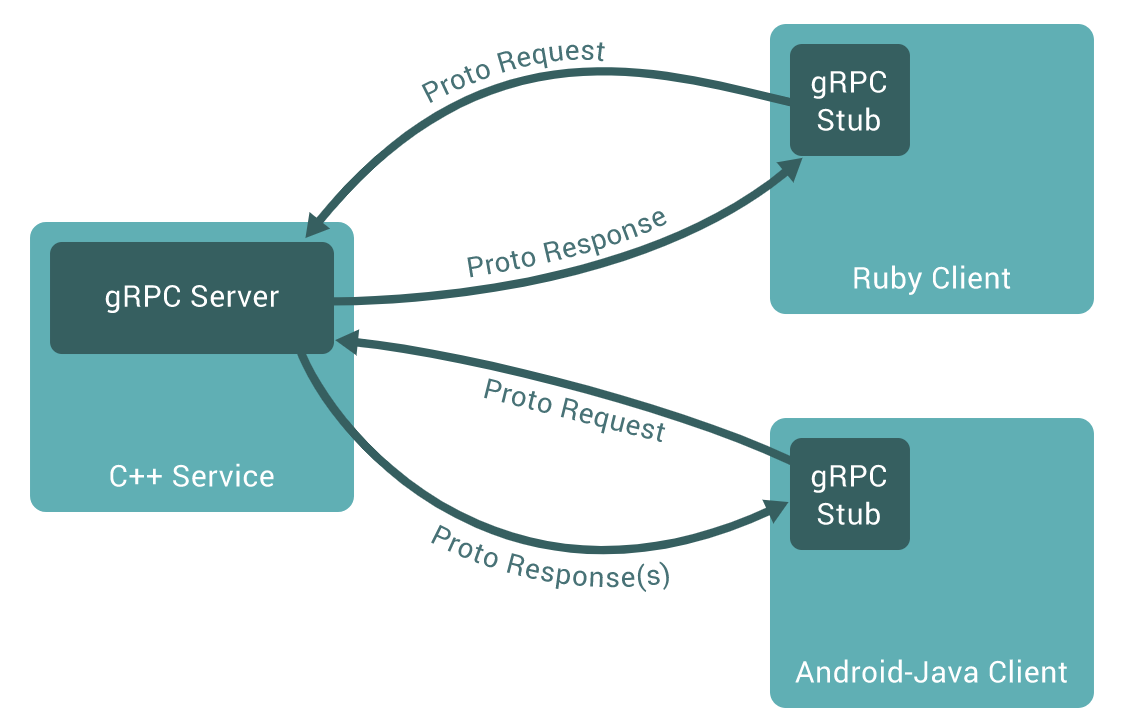 Proto Request
gRPC
Stub
Proto Response
Ruby Client
gRPC Server
C++ Service
Proto Request
gRPC
Stub
Proto Response(s)
Android-Java Client